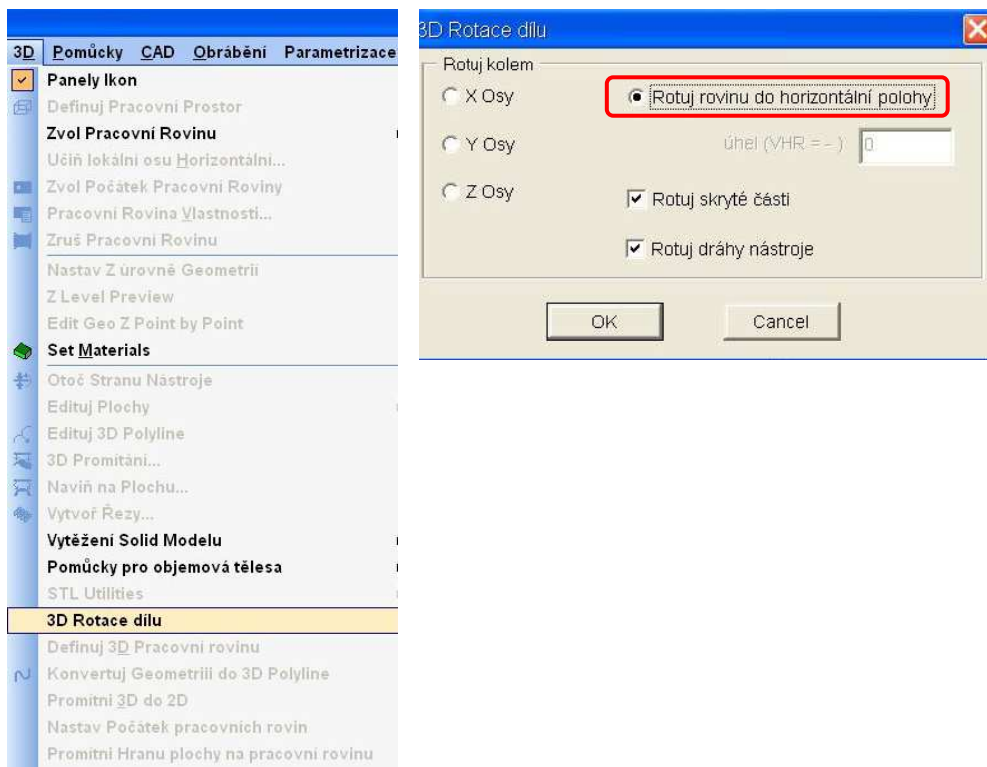 3D Pomůcky CAD Obrábění Parametrizace
Panely Ikon
Definuj Pracovní Prostor
Zvol Pracovní Rovinu
Učiň lokální osu Horizontální...
Zvol Počátek Pracovní Roviny
Pracovní Rovina Vlastnosti...
Zruš Pracovní Rovinu
Nastav Z úrovně Geometrií
Z Level Preview
Edit Geo Z Point by Point
Set Materials
Otoč Stranu Nástroje
Edituj Plochy
Edituj 3D Polyline
3D Promítání...
Naviň na Plochu...
Vytvoř Řezy...
Vytěžení Solid Modelu
Pomůcky pro objemová tělesa
STL Utilities
3D Rotace dílu
Definuj 3D Pracovní rovinu
Konvertuj Geometriii do 3D Polyline
Promítni 3D do 2D
Nastav Počátek pracovních rovin
Promítni Hranu plochy na pracovní rovinu
3D Rotace dílu
Rotuj kolem
X Osy
Rotuj rovinu do horizontální polohy
Y Osy
úhel (VHR = - ) 0
Z Osy
Rotuj skryté části
Rotuj dráhy nástroje
OK Cancel